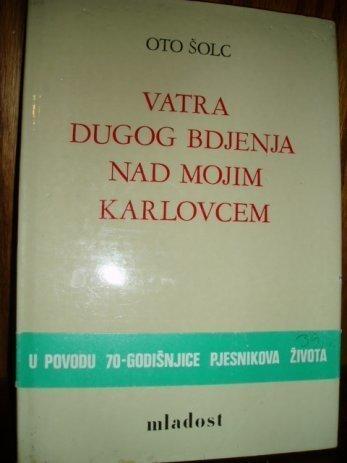 OTO ŠOLC
VATRA
DUGOG BDJENJA
NAD MOJIM
KARLOVCEM
U POVODU 70-GODIŠNJICE PJESNIKOVA ŽIVOTA
mladost